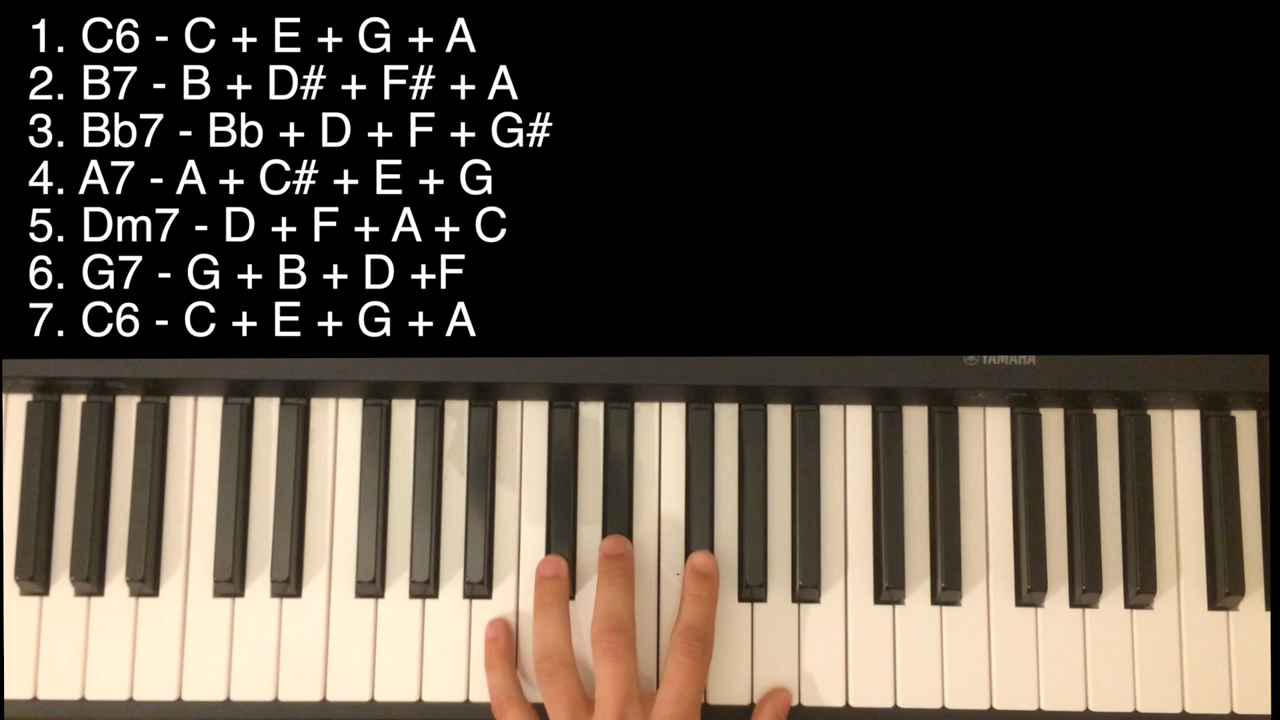 1. C6 - C + E + G + A
2. B7 - B + D# + F# + A
3. Bb7 - Bb + D + F + G#
4. A7 - A + C# + E + G
5. Dm7 - D + F + A + C
6. G7 - G + B + D +F
7. C6 - C + E + G + A
YAMAHA